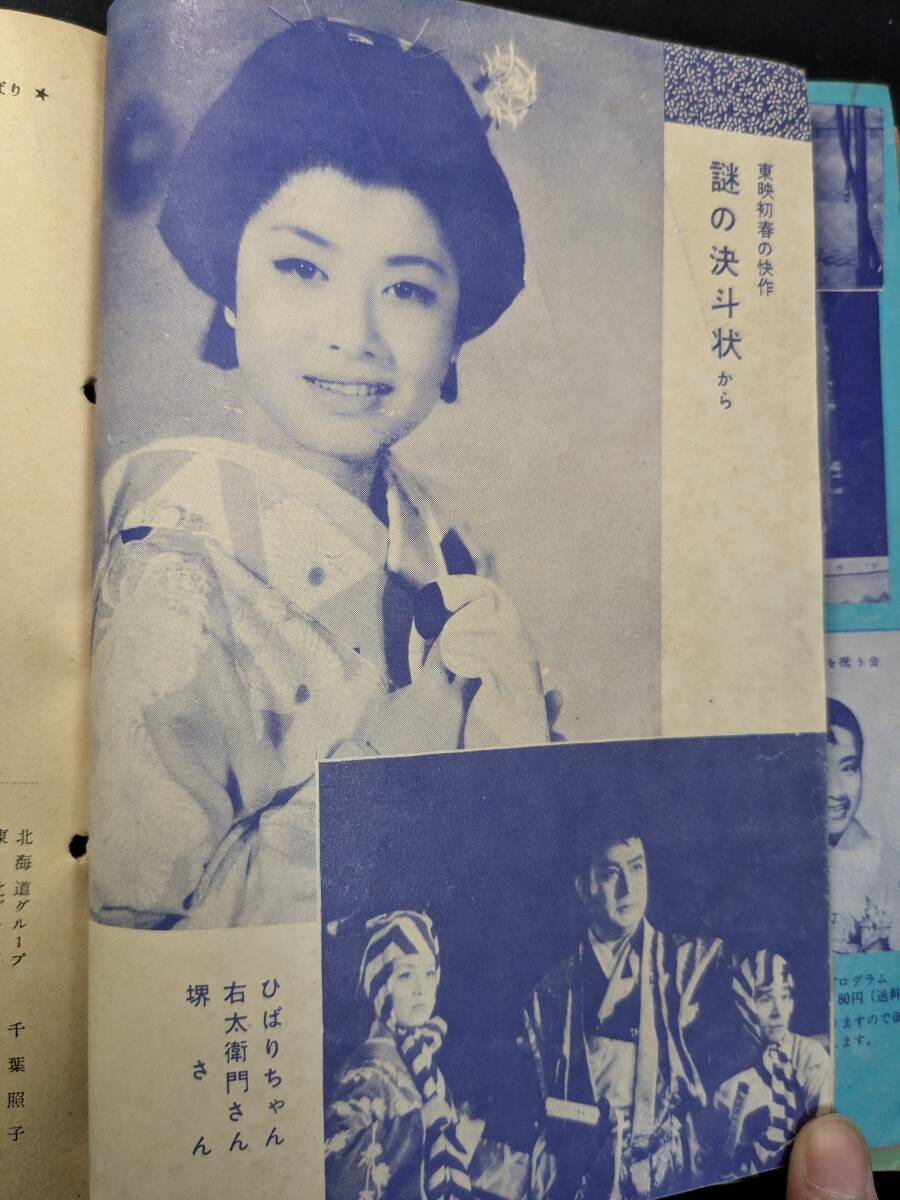 東映初春の快作
謎の決斗状から
ひばりちゃん
右太衛門さん
堺さん
ばり★
北海道グループ
千葉照子
を祝う会
プログラム
80円(送料
りますので御
えます。